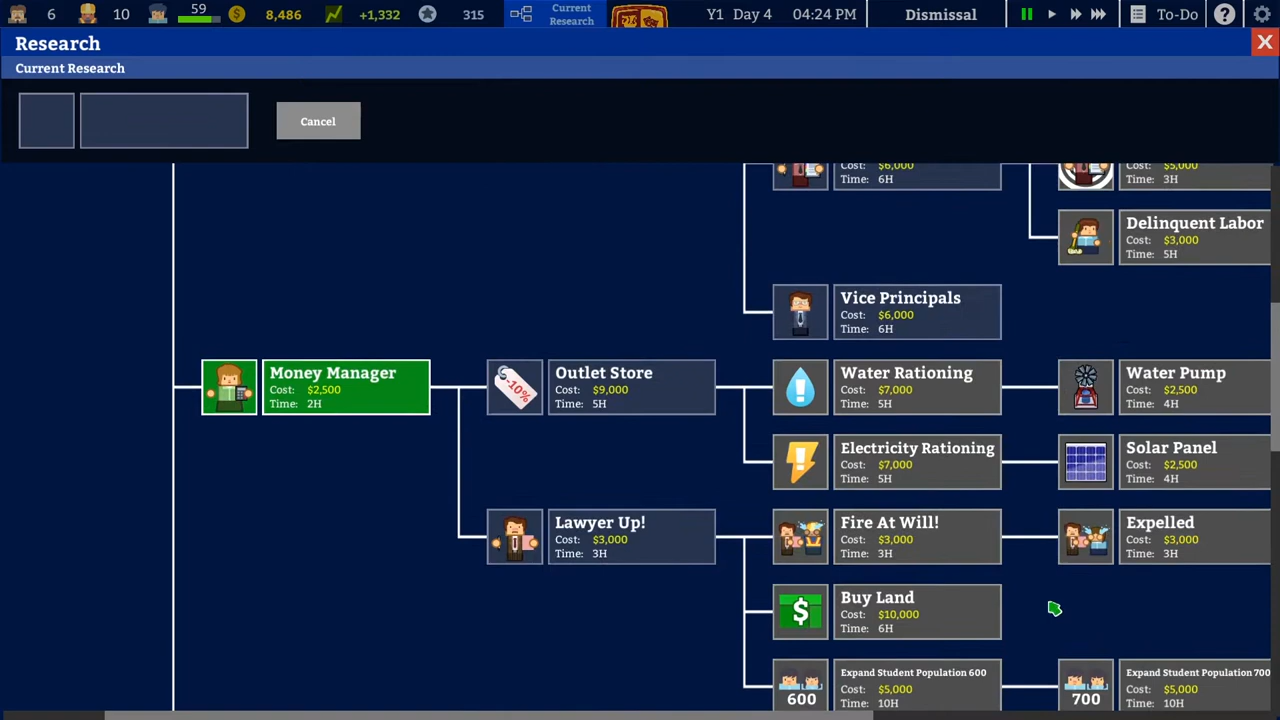 6 10 59 8,486 +1,332 315 Current Research Y1 Day 4 04:24 PM Dismissal To-Do ?
Research X
Current Research
Cancel
Cost: $6,000
Time: 6H
Cost: $5,000
Time: 3H
Delinquent Labor
Cost: $3,000
Time: 5H
Vice Principals
Cost: $6,000
Time: 6H
Money Manager
Cost: $2,500
Time: 2H
-10%
Outlet Store
Cost: $9,000
Time: 5H
Water Rationing
Cost: $7,000
Time: 5H
Water Pump
Cost: $2,500
Time: 4H
Electricity Rationing
Cost: $7,000
Time: 5H
Solar Panel
Cost: $2,500
Time: 4H
Lawyer Up!
Cost: $3,000
Time: 3H
Fire At Will!
Cost: $3,000
Time: 3H
Expelled
Cost: $3,000
Time: 3H
$
Buy Land
Cost: $10,000
Time: 6H
600
Expand Student Population 600
Cost: $5,000
Time: 10H
700
Expand Student Population 700
Cost: $5,000
Time: 10H